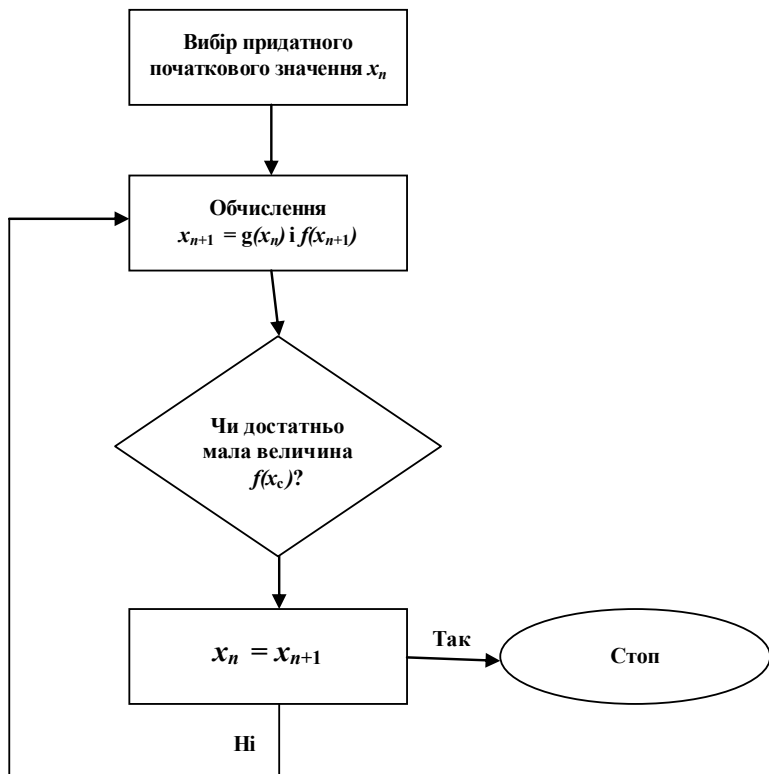 Вибір придатного
початкового значення xₙ
Обчислення
xₙ₊₁ = g(xₙ) і f(xₙ₊₁)
Чи достатньо
мала величина
f(x_c)?
xₙ = xₙ₊₁
Так
Стоп
Ні